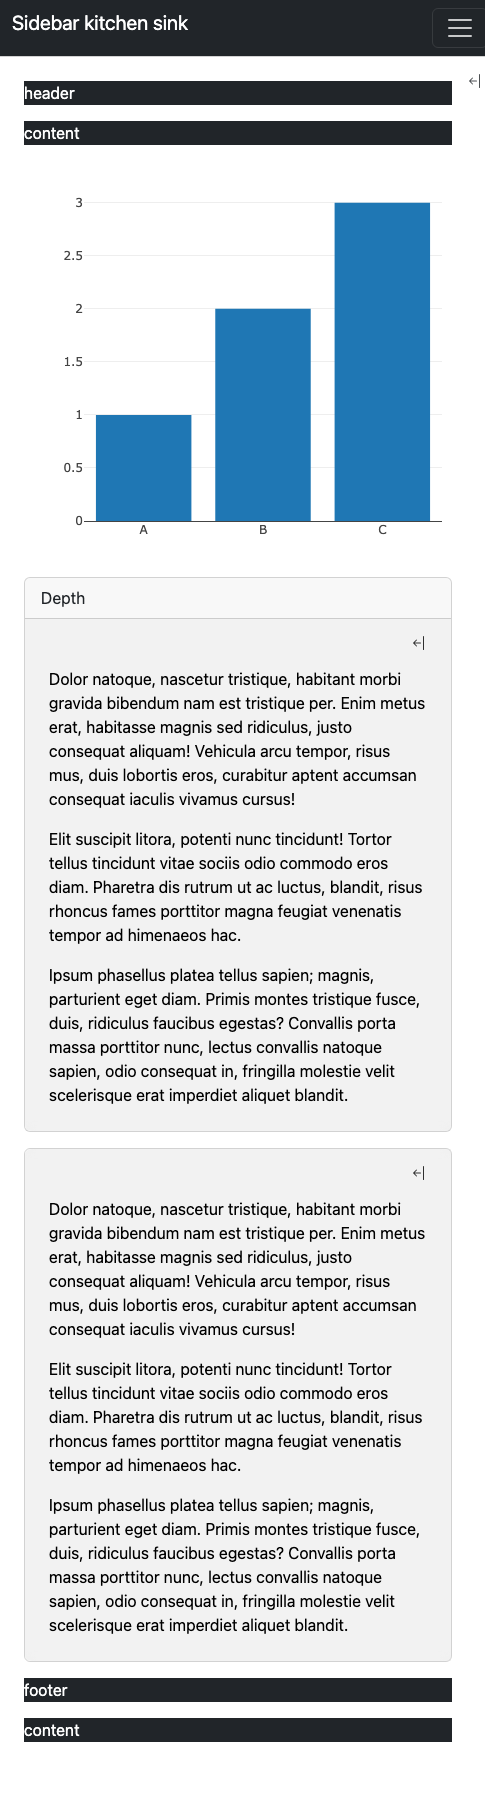 Sidebar kitchen sink
header
content
3
2.5
2
1.5
1
0.5
0
A B C
Depth
Dolor natoque, nascetur tristique, habitant morbi
gravida bibendum nam est tristique per. Enim metus
erat, habitasse magnis sed ridiculus, justo
consequat aliquam! Vehicula arcu tempor, risus
mus, duis lobortis eros, curabitur aptent accumsan
consequat iaculis vivamus cursus!
Elit suscipit litora, potenti nunc tincidunt! Tortor
tellus tincidunt vitae sociis odio commodo eros
diam. Pharetra dis rutrum ut ac luctus, blandit, risus
rhoncus fames porttitor magna feugiat venenatis
tempor ad himenaeos hac.
Ipsum phasellus platea tellus sapien; magnis,
parturient eget diam. Primis montes tristique fusce,
duis, ridiculus faucibus egestas? Convallis porta
massa porttitor nunc, lectus convallis natoque
sapien, odio consequat in, fringilla molestie velit
scelerisque erat imperdiet aliquet blandit.
Dolor natoque, nascetur tristique, habitant morbi
gravida bibendum nam est tristique per. Enim metus
erat, habitasse magnis sed ridiculus, justo
consequat aliquam! Vehicula arcu tempor, risus
mus, duis lobortis eros, curabitur aptent accumsan
consequat iaculis vivamus cursus!
Elit suscipit litora, potenti nunc tincidunt! Tortor
tellus tincidunt vitae sociis odio commodo eros
diam. Pharetra dis rutrum ut ac luctus, blandit, risus
rhoncus fames porttitor magna feugiat venenatis
tempor ad himenaeos hac.
Ipsum phasellus platea tellus sapien; magnis,
parturient eget diam. Primis montes tristique fusce,
duis, ridiculus faucibus egestas? Convallis porta
massa porttitor nunc, lectus convallis natoque
sapien, odio consequat in, fringilla molestie velit
scelerisque erat imperdiet aliquet blandit.
footer
content